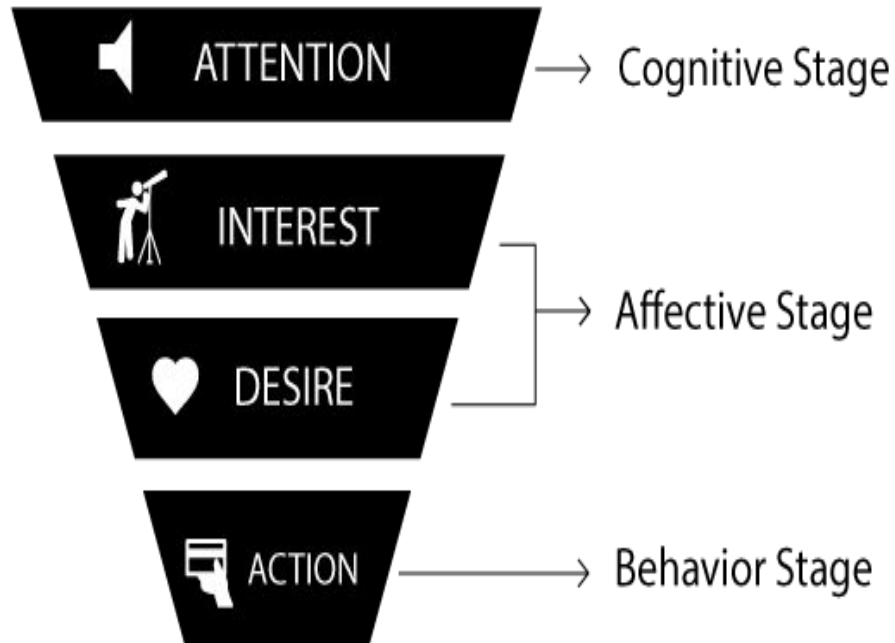 ATTENTION
Cognitive Stage
INTEREST
Affective Stage
DESIRE
ACTION
Behavior Stage